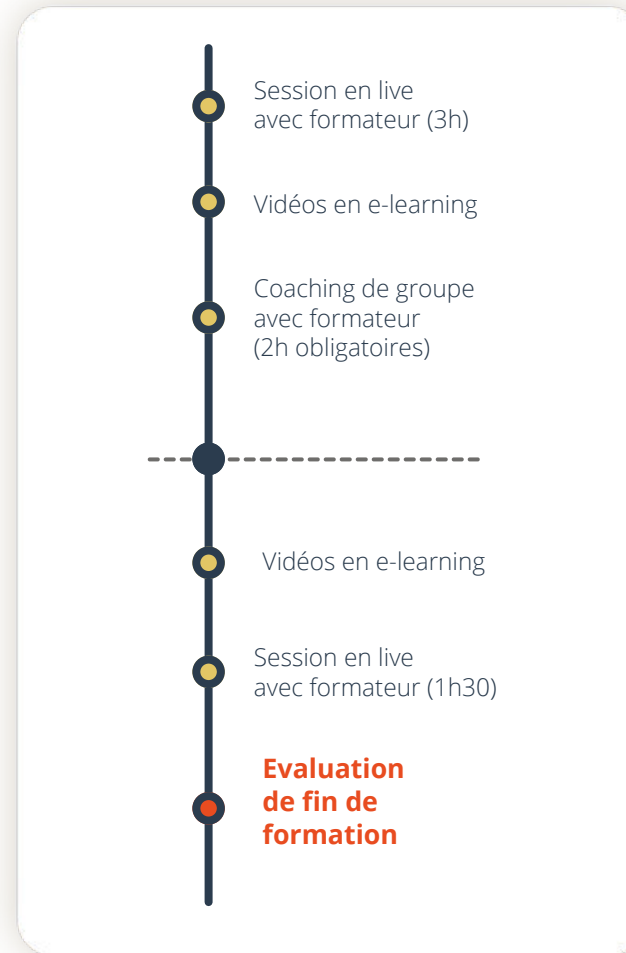 Session en live
avec formateur (3h)
Vidéos en e-learning
Coaching de groupe
avec formateur
(2h obligatoires)
Vidéos en e-learning
Session en live
avec formateur (1h30)
Evaluation
de fin de
formation